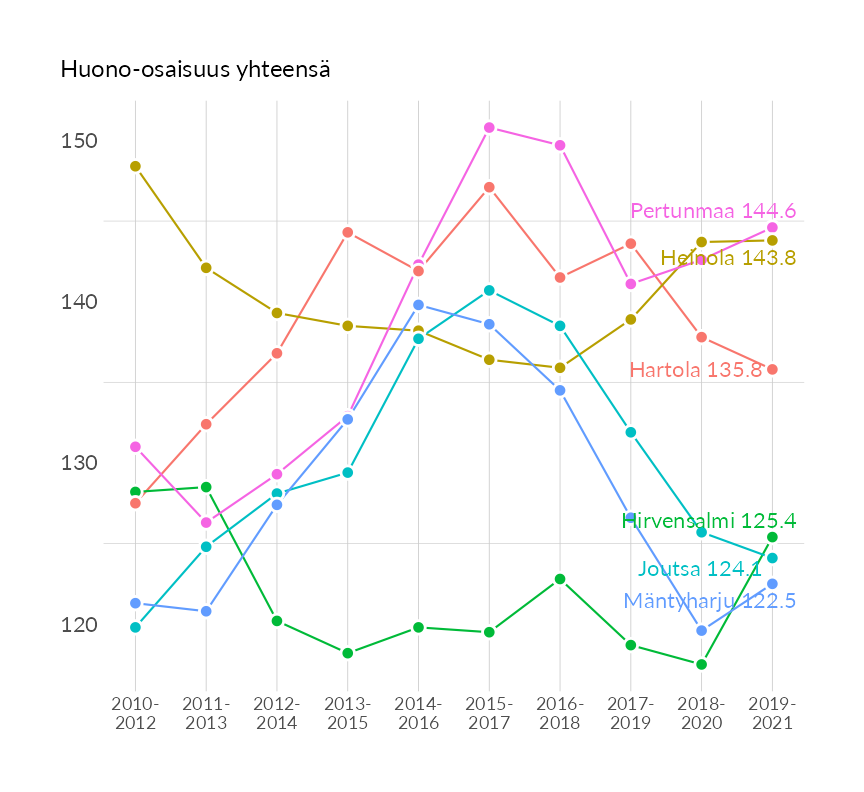 Huono-osaisuus yhteensä
150
140
130
120
Pertunmaa 144.6
Heinola 143.8
Hartola 135.8
Hirvensalmi 125.4
Joutsa 124.1
Mäntyharju 122.5
2010- 2011- 2012- 2013- 2014- 2015- 2016- 2017- 2018- 2019-
2012 2013 2014 2015 2016 2017 2018 2019 2020 2021